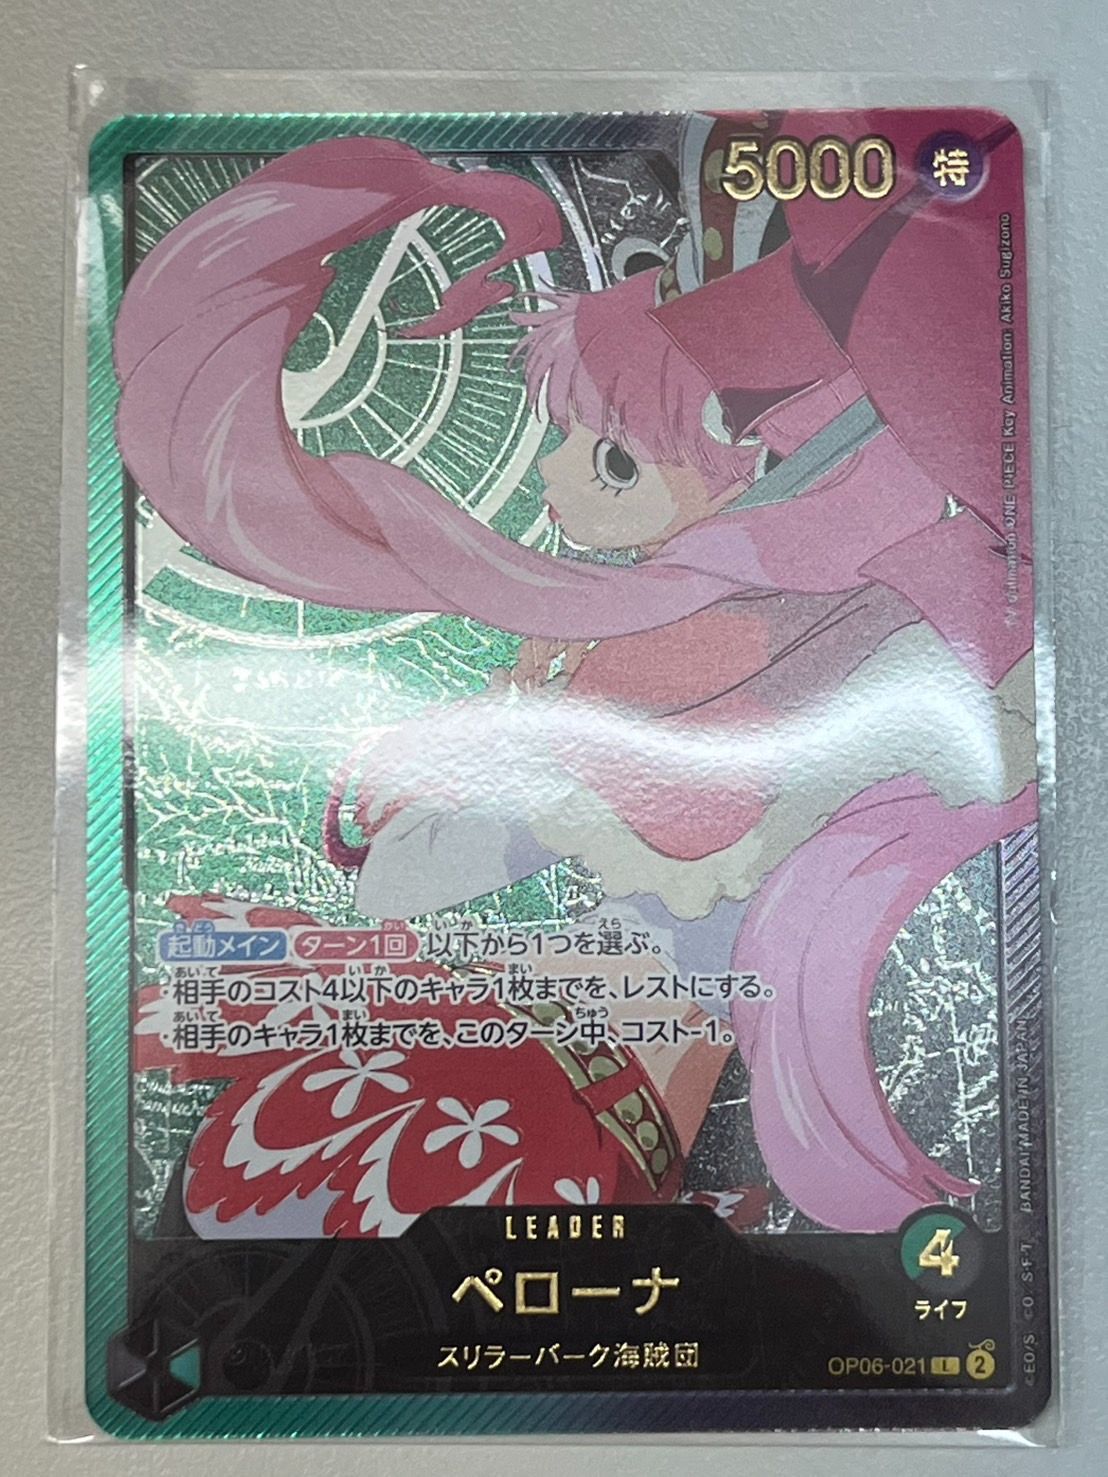 5000 特
TV animation ONE PIECE Key Animation: Akiko Sugizono
起動メイン ターン1回 以下から1つを選ぶ。
・相手のコスト4以下のキャラ1枚までを、レストにする。
・相手のキャラ1枚までを、このターン中、コスト-1。
LEADER
ペローナ
スリラーバーク海賊団
4
ライフ
OP06-021 L 2
©E.O/S. CO. S・F・T BANDAI MADE IN JAPAN